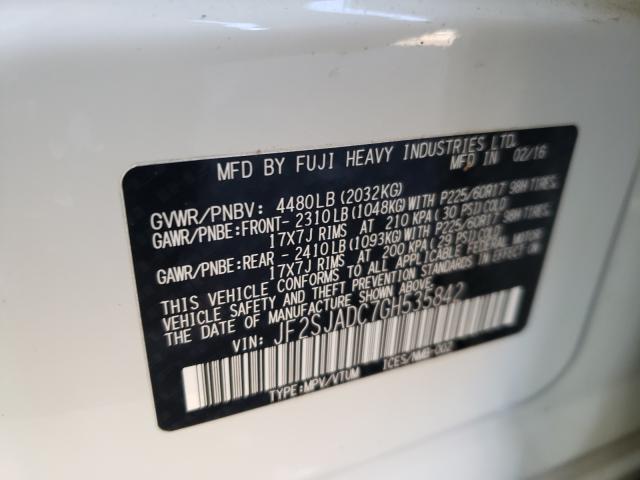 MFD BY FUJI HEAVY INDUSTRIES LTD.
MFD IN 02/16
GVWR/PNBV: 4480LB (2032KG)
GAWR/PNBE:FRONT- 2310LB (1048KG) WITH P225/60R17 98H TIRES,
17X7J RIMS AT 210 KPA (30 PSI) COLD
GAWR/PNBE:REAR - 2410LB (1093KG) WITH P225/60R17 98H TIRES,
17X7J RIMS AT 200 KPA (29 PSI) COLD
THIS VEHICLE CONFORMS TO ALL APPLICABLE FEDERAL MOTOR
VEHICLE SAFETY AND THEFT PREVENTION STANDARDS IN EFFECT ON
THE DATE OF MANUFACTURE SHOWN ABOVE.
VIN: JF2SJADC7GH535842
TYPE:MPV/VTUM ICES/NMB-002